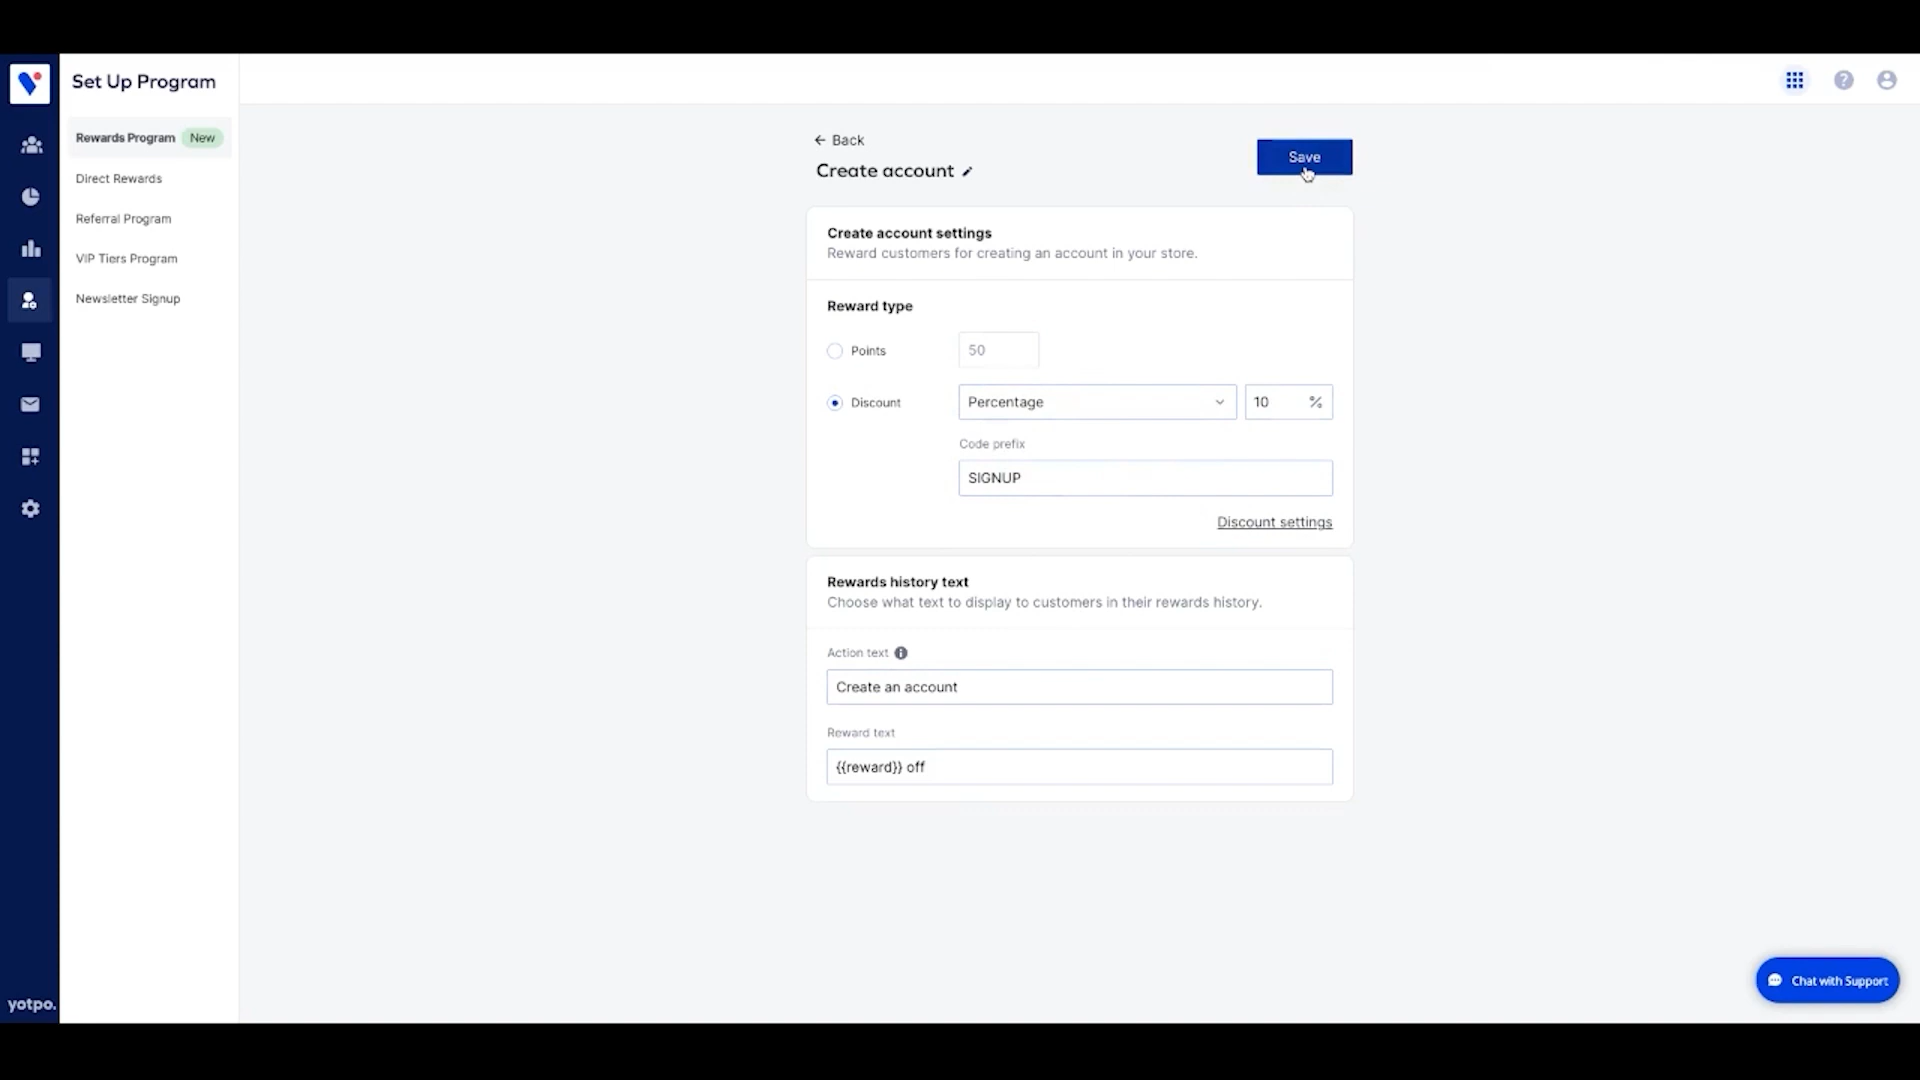 Set Up Program
Rewards Program New
Direct Rewards
Referral Program
VIP Tiers Program
Newsletter Signup
yotpo.
Back
Create account
Save
Create account settings
Reward customers for creating an account in your store.
Reward type
Points 50
Discount Percentage 10 %
Code prefix
SIGNUP
Discount settings
Rewards history text
Choose what text to display to customers in their rewards history.
Action text
Create an account
Reward text
{{reward}} off
Chat with Support